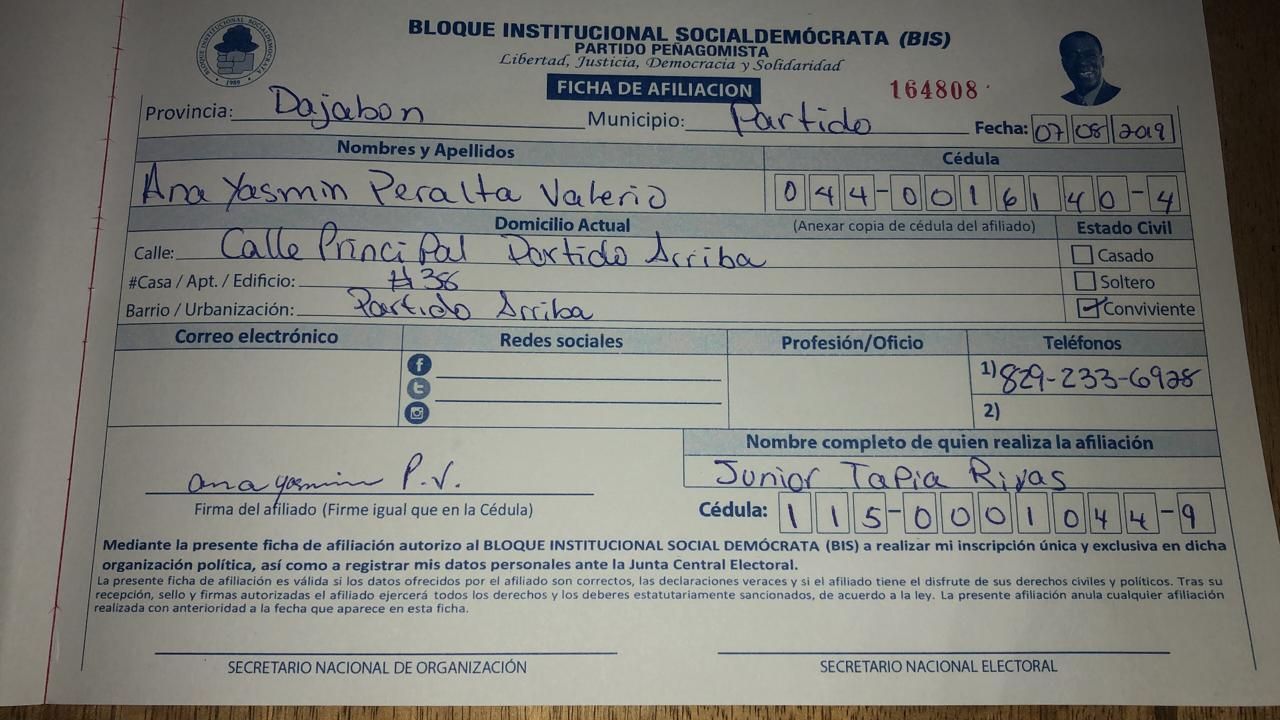 BLOQUE INSTITUCIONAL SOCIALDEMÓCRATA (BIS)
PARTIDO PEÑAGOMISTA
Libertad, Justicia, Democracia y Solidaridad
FICHA DE AFILIACION
164808
BLOQUE INSTITUCIONAL SOCIALDEMOCRATA
1989
Provincia: Dajabon Municipio: Partido Fecha: 07 08 2019
Nombres y Apellidos Cédula
Ana Yasmin Peralta Valerio 044-0016140-4
Domicilio Actual (Anexar copia de cédula del afiliado) Estado Civil
Calle: Calle PrinciPal Partido Arriba Casado
#Casa / Apt. / Edificio: #38 Soltero
Barrio / Urbanización: Partido Arriba Conviviente
Correo electrónico Redes sociales Profesión/Oficio Teléfonos
1) 829-233-6928
2)
Nombre completo de quien realiza la afiliación
Junior Tapia Rivas
ana yasmin P.V.
Firma del afiliado (Firme igual que en la Cédula) Cédula: 115-0001044-9
Mediante la presente ficha de afiliación autorizo al BLOQUE INSTITUCIONAL SOCIAL DEMÓCRATA (BIS) a realizar mi inscripción única y exclusiva en dicha
organización política, así como a registrar mis datos personales ante la Junta Central Electoral.
La presente ficha de afiliación es válida si los datos ofrecidos por el afiliado son correctos, las declaraciones veraces y si el afiliado tiene el disfrute de sus derechos civiles y políticos. Tras su
recepción, sello y firmas autorizadas el afiliado ejercerá todos los derechos y los deberes estatutariamente sancionados, de acuerdo a la ley. La presente afiliación anula cualquier afiliación
realizada con anterioridad a la fecha que aparece en esta ficha.
SECRETARIO NACIONAL DE ORGANIZACIÓN SECRETARIO NACIONAL ELECTORAL